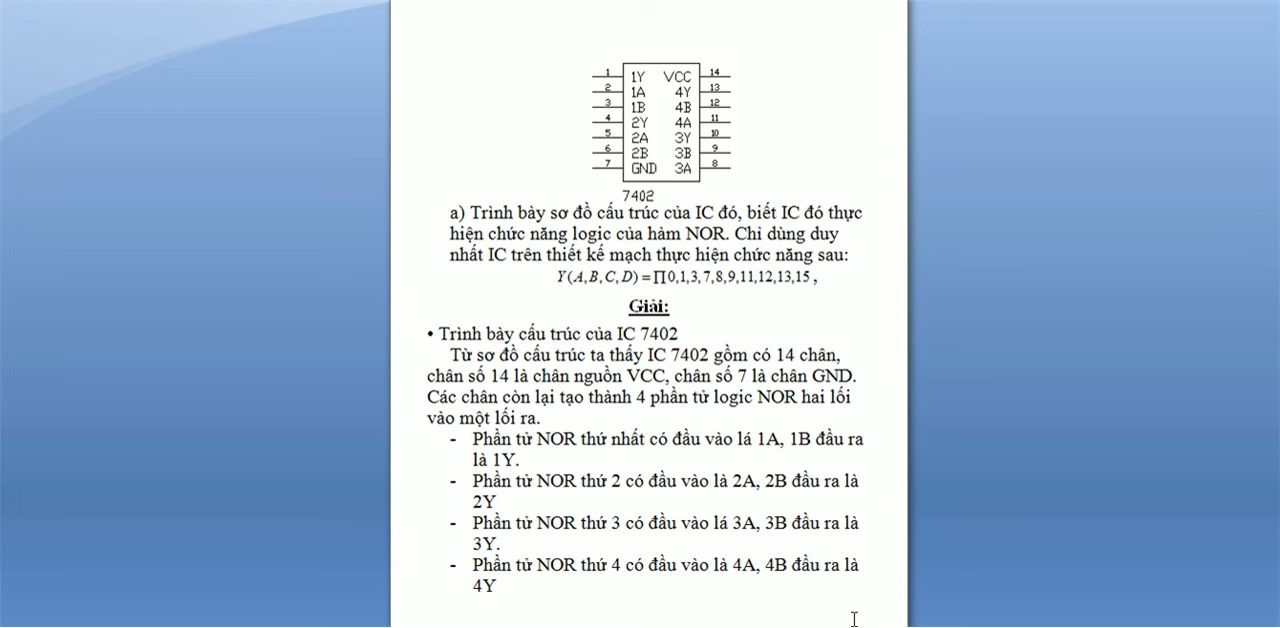 1 1Y VCC 14
2 1A 4Y 13
3 1B 4B 12
4 2Y 4A 11
5 2A 3Y 10
6 2B 3B 9
7 GND 3A 8
7402
a) Trình bày sơ đồ cấu trúc của IC đó, biết IC đó thực
hiện chức năng logic của hàm NOR. Chỉ dùng duy
nhất IC trên thiết kế mạch thực hiện chức năng sau:
Y(A,B,C,D)=∏0,1,3,7,8,9,11,12,13,15 ,
Giải:
• Trình bày cấu trúc của IC 7402
Từ sơ đồ cấu trúc ta thấy IC 7402 gồm có 14 chân,
chân số 14 là chân nguồn VCC, chân số 7 là chân GND.
Các chân còn lại tạo thành 4 phần tử logic NOR hai lối
vào một lối ra.
- Phần tử NOR thứ nhất có đầu vào lá 1A, 1B đầu ra
là 1Y.
- Phần tử NOR thứ 2 có đầu vào là 2A, 2B đầu ra là
2Y
- Phần tử NOR thứ 3 có đầu vào lá 3A, 3B đầu ra là
3Y.
- Phần tử NOR thứ 4 có đầu vào là 4A, 4B đầu ra là
4Y